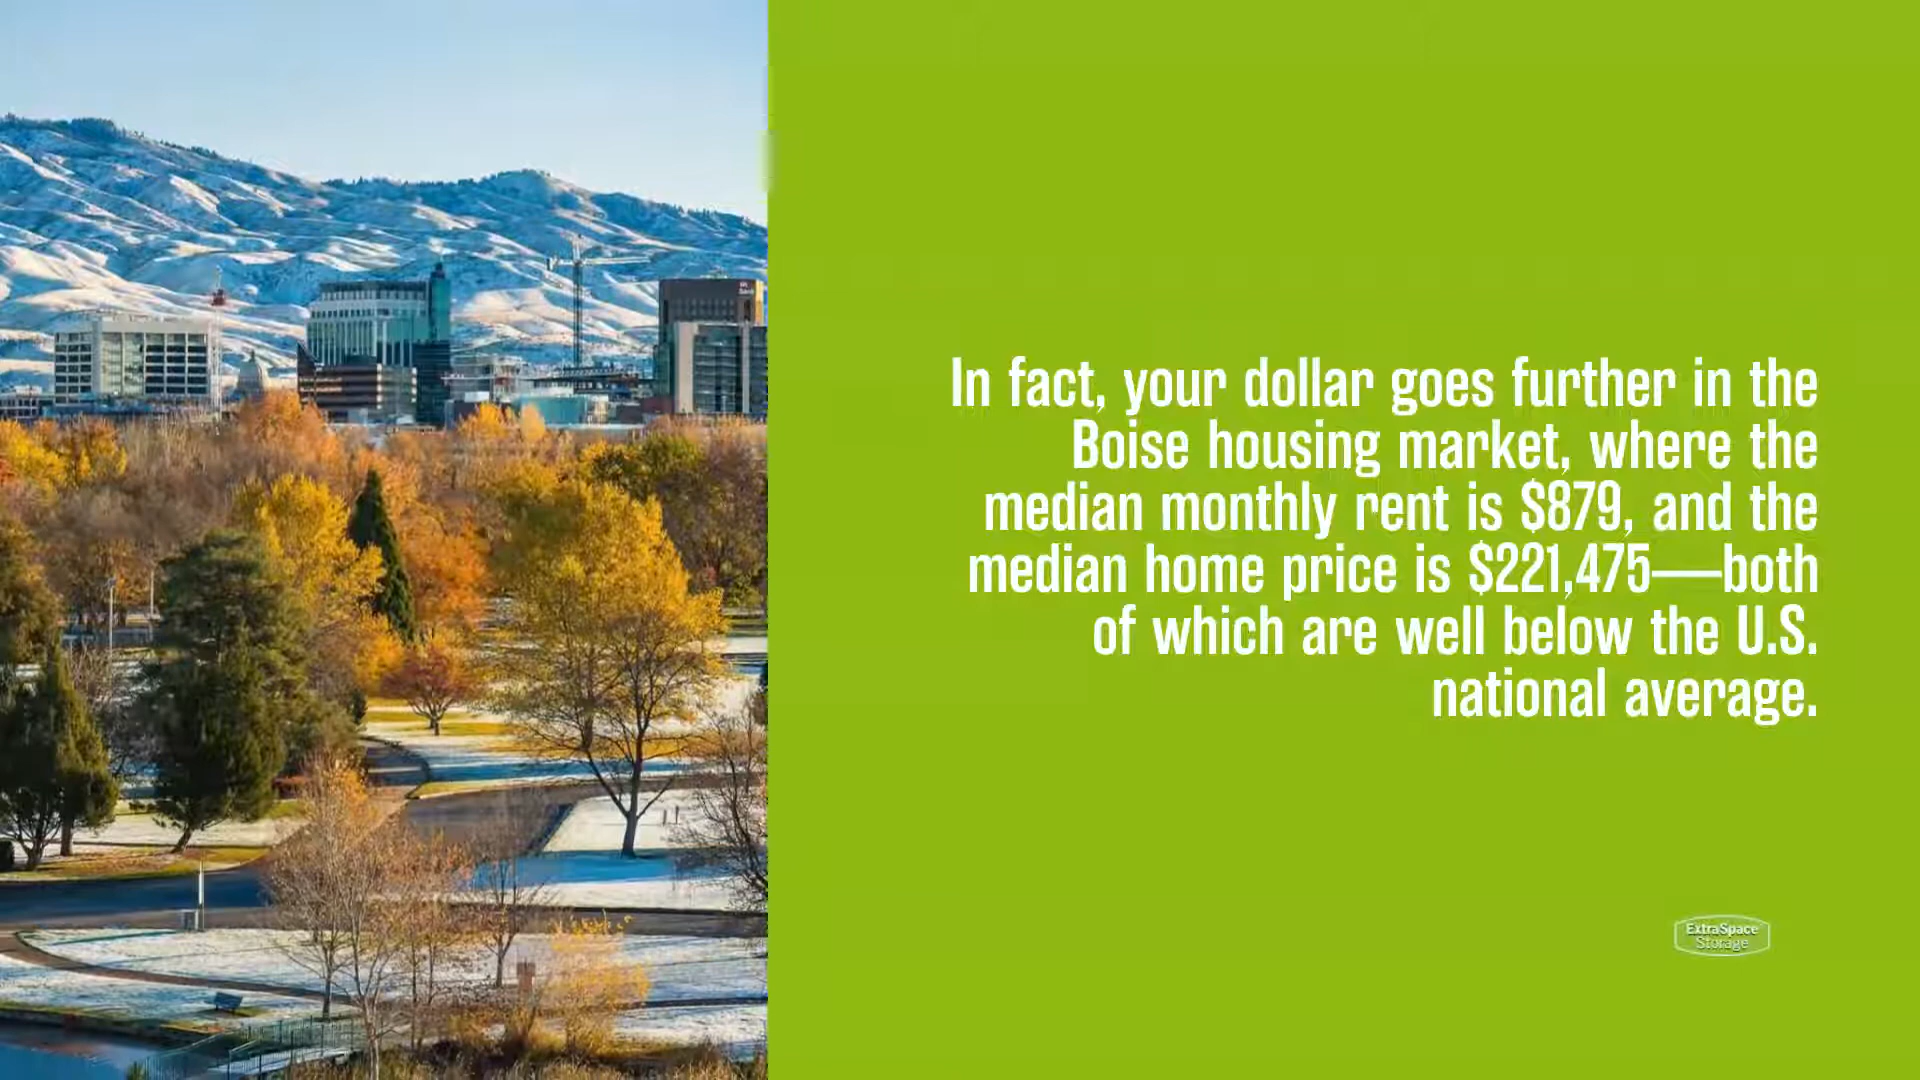 In fact, your dollar goes further in the
Boise housing market, where the
median monthly rent is $879, and the
median home price is $221,475—both
of which are well below the U.S.
national average.
ExtraSpace
Storage